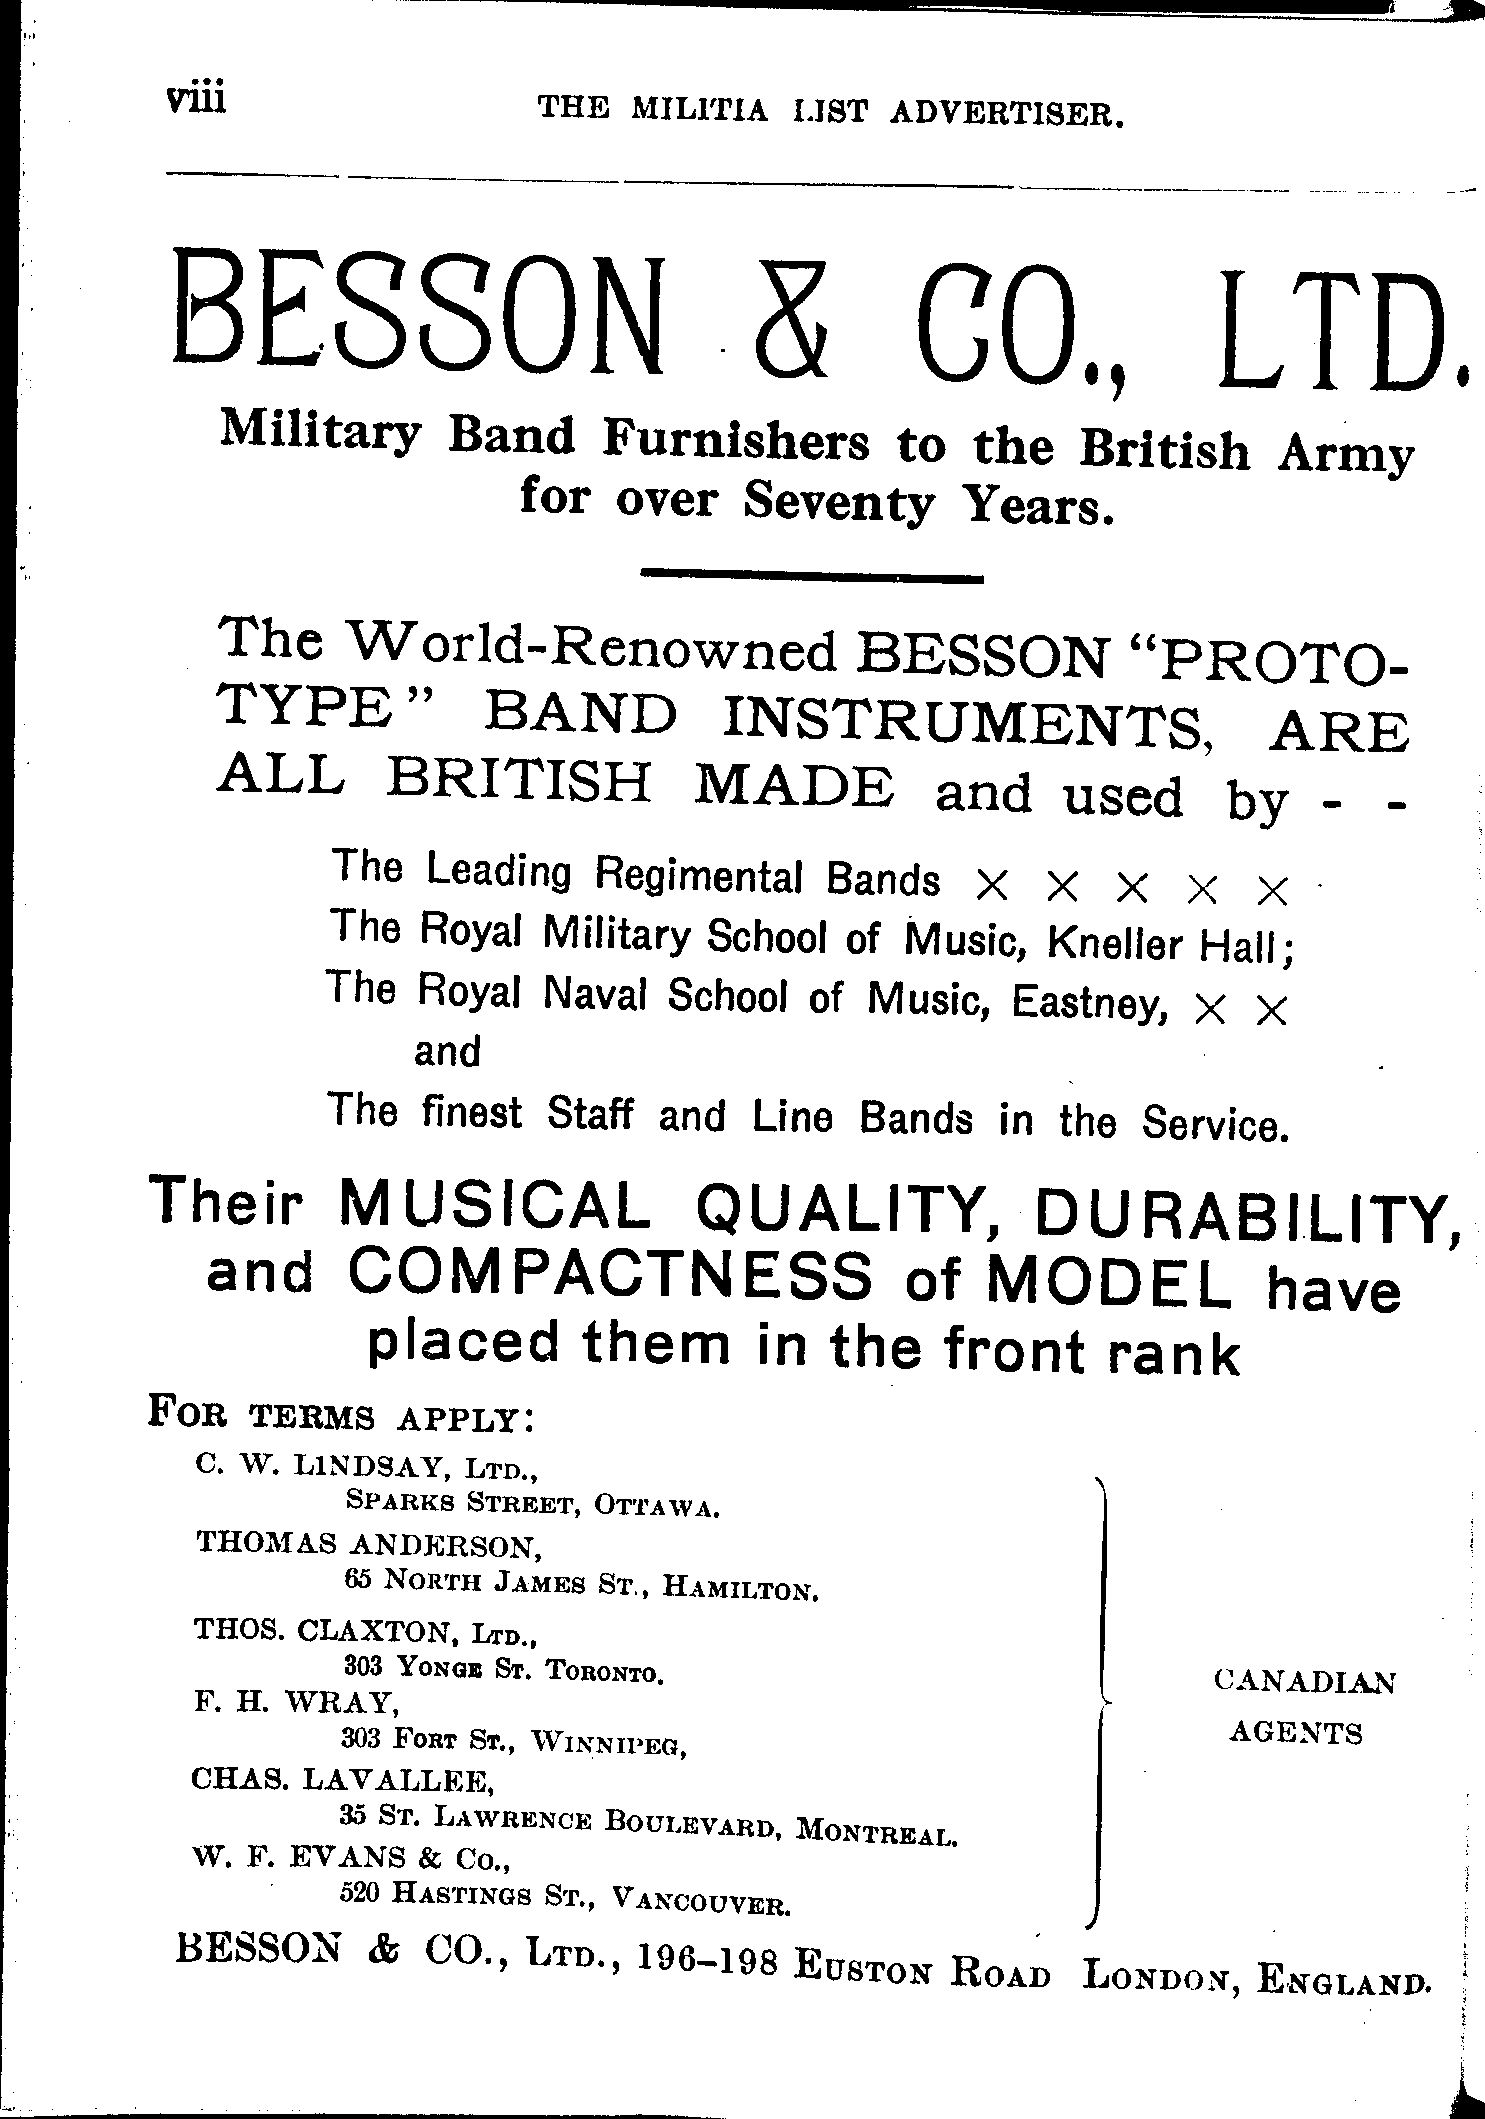 viii THE MILITIA LIST ADVERTISER.
BESSON & CO., LTD.
Military Band Furnishers to the British Army
for over Seventy Years.
The World-Renowned BESSON “PROTO-
TYPE” BAND INSTRUMENTS, ARE
ALL BRITISH MADE and used by - -
The Leading Regimental Bands × × × × ×
The Royal Military School of Music, Kneller Hall;
The Royal Naval School of Music, Eastney, × ×
and
The finest Staff and Line Bands in the Service.
Their MUSICAL QUALITY, DURABILITY,
and COMPACTNESS of MODEL have
placed them in the front rank
FOR TERMS APPLY:
C. W. LINDSAY, LTD.,
SPARKS STREET, OTTAWA.
THOMAS ANDERSON,
65 NORTH JAMES ST., HAMILTON.
THOS. CLAXTON, LTD.,
303 YONGE ST. TORONTO.
F. H. WRAY,
303 FORT ST., WINNIPEG,
CHAS. LAVALLEE,
35 ST. LAWRENCE BOULEVARD, MONTREAL.
W. F. EVANS & CO.,
520 HASTINGS ST., VANCOUVER.
CANADIAN
AGENTS
BESSON & CO., LTD., 196–198 EUSTON ROAD LONDON, ENGLAND.